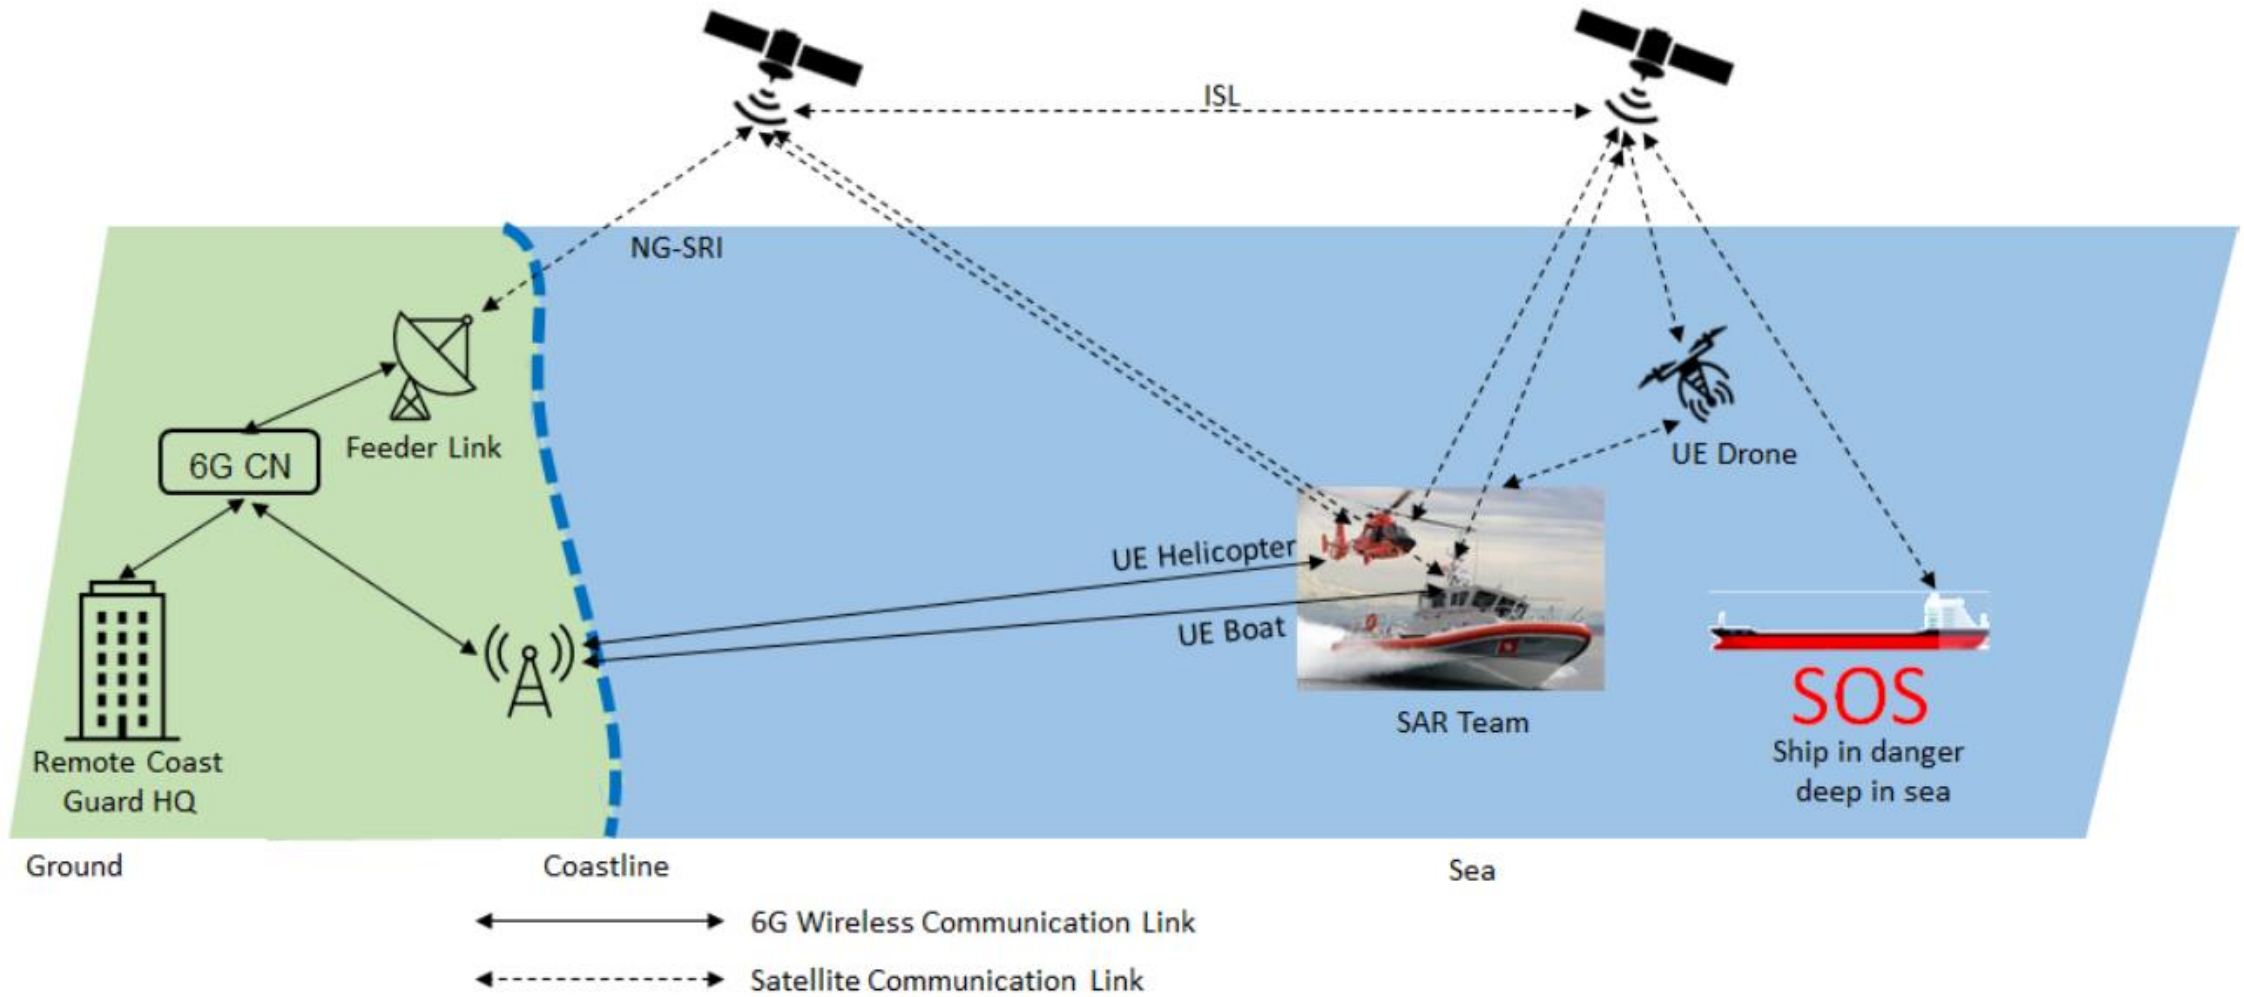 ISL
NG-SRI
Feeder Link
6G CN
UE Drone
UE Helicopter
UE Boat
SAR Team
SOS
Ship in danger
deep in sea
Remote Coast
Guard HQ
Ground
Coastline
Sea
6G Wireless Communication Link
Satellite Communication Link